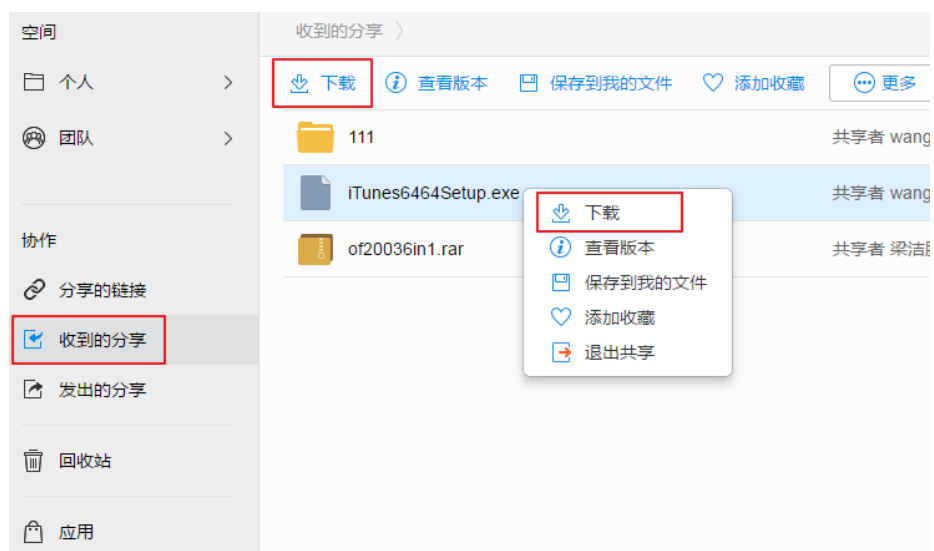 空间
个人
团队
协作
分享的链接
收到的分享
发出的分享
回收站
应用
收到的分享 〉
下载 查看版本 保存到我的文件 添加收藏 更多
111 共享者 wang
iTunes6464Setup.exe 共享者 wang
of20036in1.rar 共享者 梁洁
下载
查看版本
保存到我的文件
添加收藏
退出共享